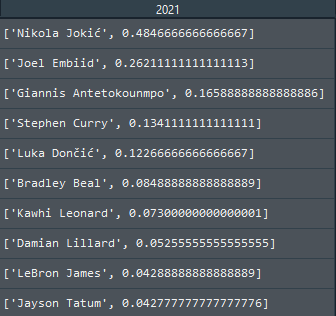 2021
['Nikola Jokić', 0.4846666666666667]
['Joel Embiid', 0.26211111111111113]
['Giannis Antetokounmpo', 0.16588888888888886]
['Stephen Curry', 0.1341111111111111]
['Luka Dončić', 0.12266666666666667]
['Bradley Beal', 0.08488888888888889]
['Kawhi Leonard', 0.07300000000000001]
['Damian Lillard', 0.05255555555555555]
['LeBron James', 0.04288888888888889]
['Jayson Tatum', 0.042777777777777776]